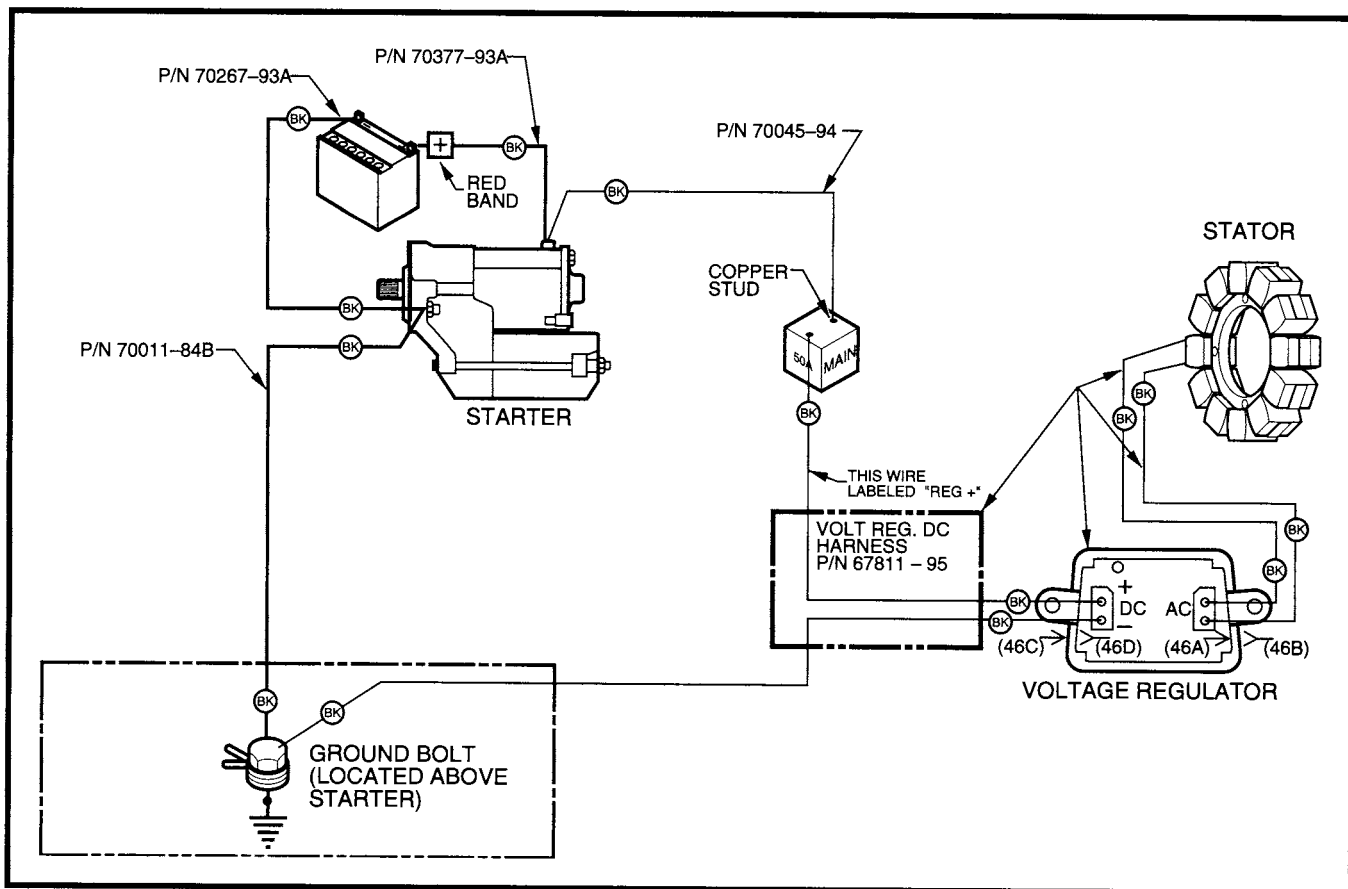 P/N 70377–93A
P/N 70267–93A
BK
+
BK
RED
BAND
P/N 70045–94
BK
STATOR
COPPER
STUD
BK
BK
P/N 70011–84B
50A
MAIN
STARTER
BK
BK
BK
THIS WIRE
LABELED "REG +"
BK
VOLT REG. DC
HARNESS
P/N 67811 – 95
BK
BK
BK
+
DC
–
AC
(46C)
(46D)
(46A)
(46B)
VOLTAGE REGULATOR
BK
BK
GROUND BOLT
(LOCATED ABOVE
STARTER)